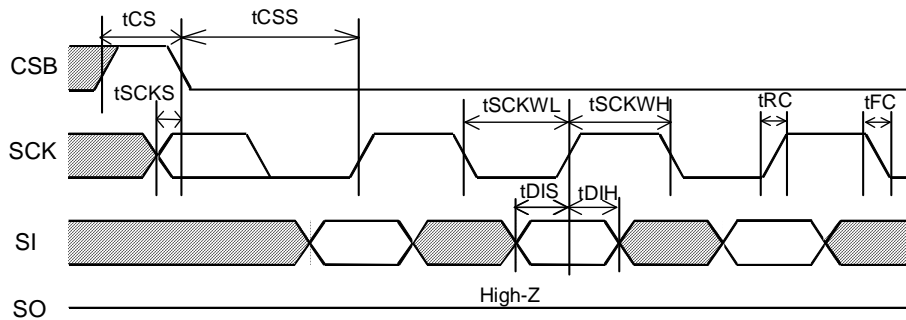 tCS tCSS
CSB
tSCKS tSCKWL tSCKWH tRC tFC
SCK
tDIS tDIH
SI
High-Z
SO